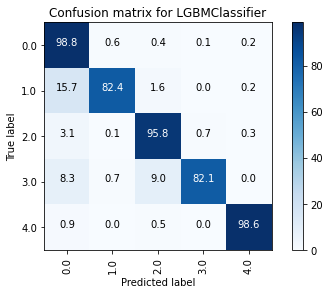 Confusion matrix for LGBMClassifier
0.0 98.8 0.6 0.4 0.1 0.2
1.0 15.7 82.4 1.6 0.0 0.2
2.0 3.1 0.1 95.8 0.7 0.3
3.0 8.3 0.7 9.0 82.1 0.0
4.0 0.9 0.0 0.5 0.0 98.6
0.0 1.0 2.0 3.0 4.0
True label
Predicted label
80
60
40
20
0